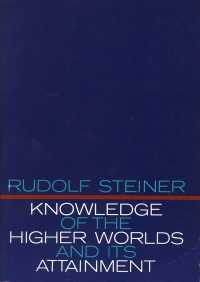 RUDOLF STEINER
KNOWLEDGE
OF THE
HIGHER WORLDS
AND ITS
ATTAINMENT